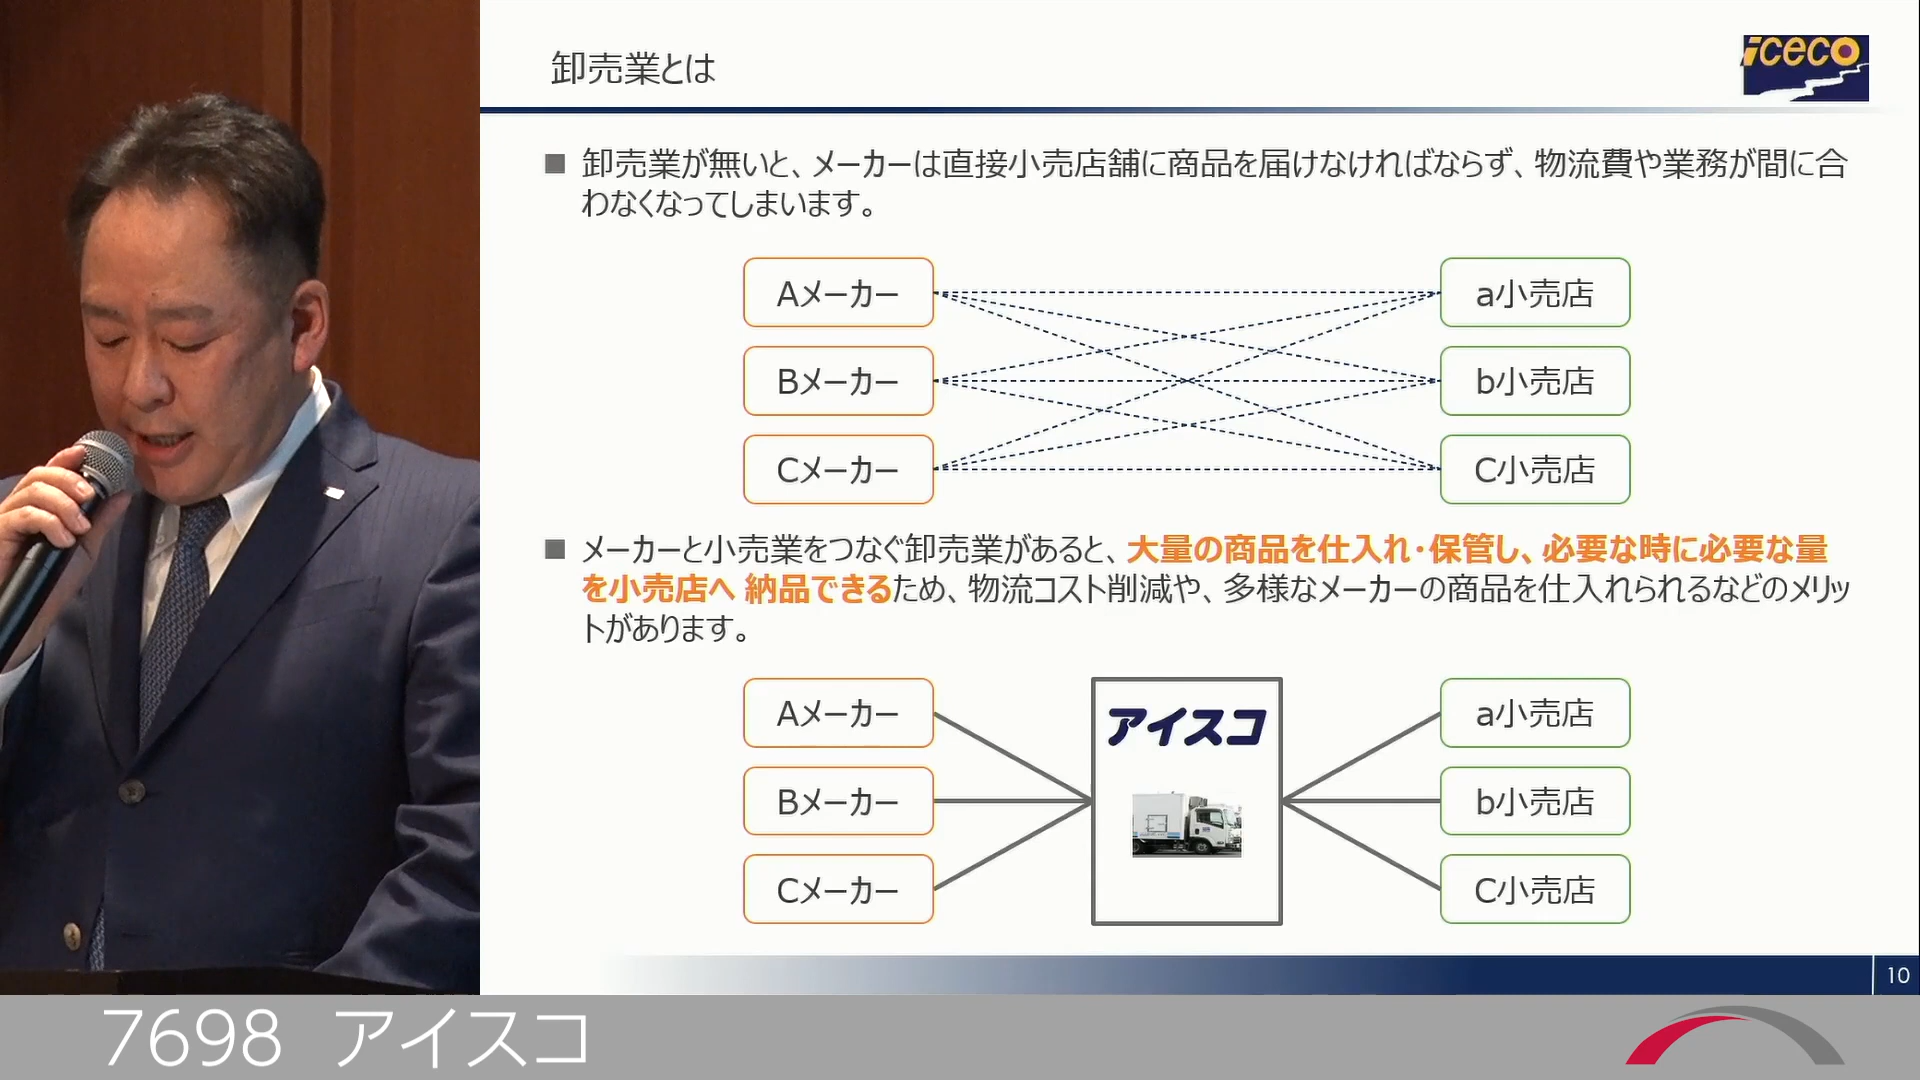 卸売業とは
iceco
■ 卸売業が無いと、メーカーは直接小売店舗に商品を届けなければならず、物流費や業務が間に合
わなくなってしまいます。
Aメーカー
a小売店
Bメーカー
b小売店
Cメーカー
C小売店
■ メーカーと小売業をつなぐ卸売業があると、大量の商品を仕入れ・保管し、必要な時に必要な量
を小売店へ 納品できるため、物流コスト削減や、多様なメーカーの商品を仕入れられるなどのメリッ
トがあります。
Aメーカー
アイスコ
a小売店
Bメーカー
b小売店
Cメーカー
C小売店
10
7698 アイスコ